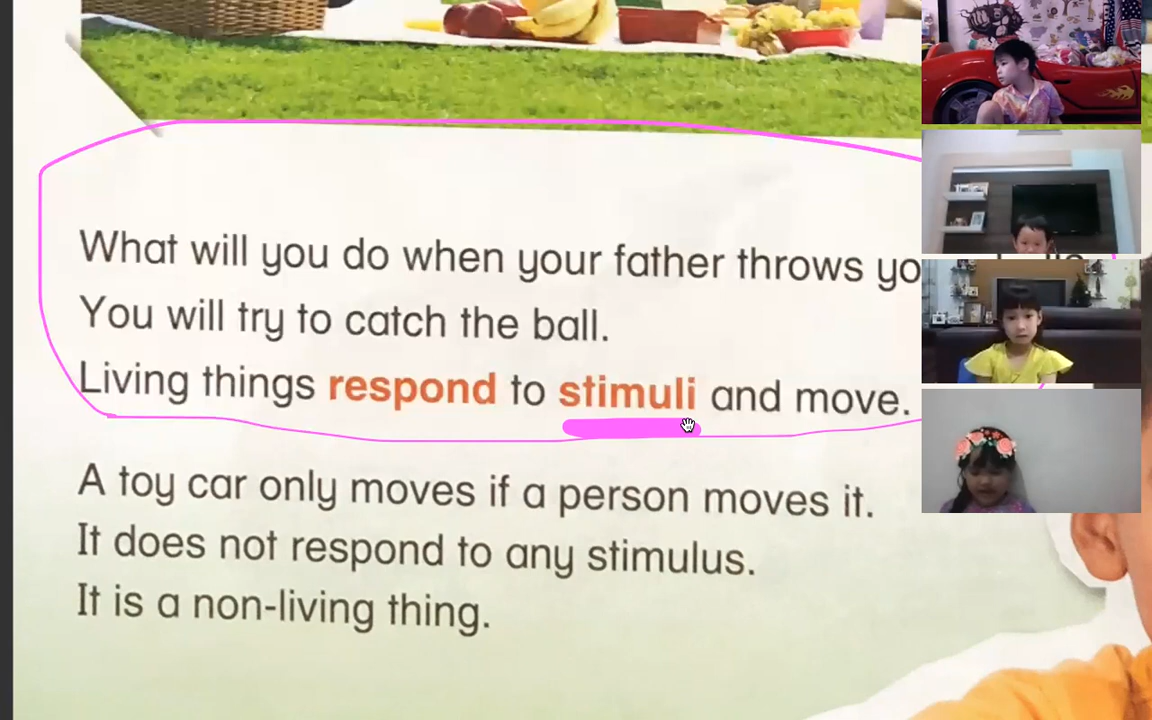 What will you do when your father throws yo
You will try to catch the ball.
Living things respond to stimuli and move.
A toy car only moves if a person moves it.
It does not respond to any stimulus.
It is a non-living thing.